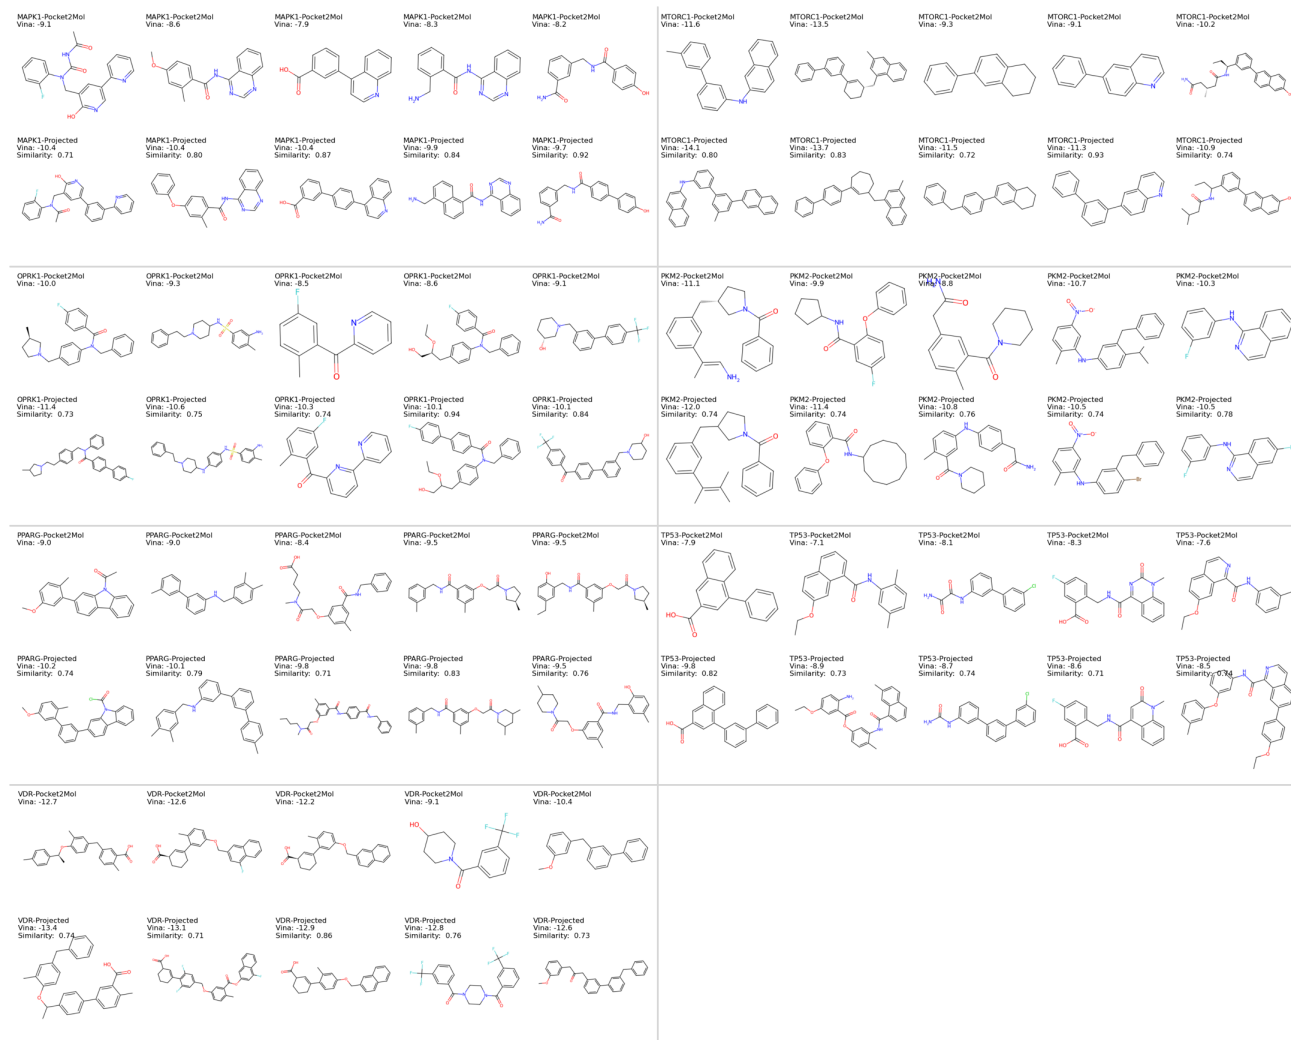 MAPK1-Pocket2Mol
Vina: -9.1
MAPK1-Pocket2Mol
Vina: -8.6
MAPK1-Pocket2Mol
Vina: -7.9
MAPK1-Pocket2Mol
Vina: -8.3
MAPK1-Pocket2Mol
Vina: -8.2
MAPK1-Projected
Vina: -10.4
Similarity: 0.71
MAPK1-Projected
Vina: -10.4
Similarity: 0.80
MAPK1-Projected
Vina: -10.4
Similarity: 0.87
MAPK1-Projected
Vina: -9.9
Similarity: 0.84
MAPK1-Projected
Vina: -9.7
Similarity: 0.92
MTORC1-Pocket2Mol
Vina: -11.6
MTORC1-Pocket2Mol
Vina: -13.5
MTORC1-Pocket2Mol
Vina: -9.3
MTORC1-Pocket2Mol
Vina: -9.1
MTORC1-Pocket2Mol
Vina: -10.2
MTORC1-Projected
Vina: -14.1
Similarity: 0.80
MTORC1-Projected
Vina: -13.7
Similarity: 0.83
MTORC1-Projected
Vina: -11.5
Similarity: 0.72
MTORC1-Projected
Vina: -11.3
Similarity: 0.93
MTORC1-Projected
Vina: -10.9
Similarity: 0.74
OPRK1-Pocket2Mol
Vina: -10.0
OPRK1-Pocket2Mol
Vina: -9.3
OPRK1-Pocket2Mol
Vina: -8.5
OPRK1-Pocket2Mol
Vina: -8.6
OPRK1-Pocket2Mol
Vina: -9.1
OPRK1-Projected
Vina: -11.4
Similarity: 0.73
OPRK1-Projected
Vina: -10.6
Similarity: 0.75
OPRK1-Projected
Vina: -10.3
Similarity: 0.74
OPRK1-Projected
Vina: -10.1
Similarity: 0.94
OPRK1-Projected
Vina: -10.1
Similarity: 0.84
PKM2-Pocket2Mol
Vina: -11.1
PKM2-Pocket2Mol
Vina: -9.9
PKM2-Pocket2Mol
Vina: -8.8
PKM2-Pocket2Mol
Vina: -10.7
PKM2-Pocket2Mol
Vina: -10.3
PKM2-Projected
Vina: -12.0
Similarity: 0.74
PKM2-Projected
Vina: -11.4
Similarity: 0.74
PKM2-Projected
Vina: -10.8
Similarity: 0.76
PKM2-Projected
Vina: -10.5
Similarity: 0.74
PKM2-Projected
Vina: -10.5
Similarity: 0.78
PPARG-Pocket2Mol
Vina: -9.0
PPARG-Pocket2Mol
Vina: -9.0
PPARG-Pocket2Mol
Vina: -8.4
PPARG-Pocket2Mol
Vina: -9.5
PPARG-Pocket2Mol
Vina: -9.5
PPARG-Projected
Vina: -10.2
Similarity: 0.74
PPARG-Projected
Vina: -10.1
Similarity: 0.79
PPARG-Projected
Vina: -9.8
Similarity: 0.71
PPARG-Projected
Vina: -9.8
Similarity: 0.83
PPARG-Projected
Vina: -9.5
Similarity: 0.76
TP53-Pocket2Mol
Vina: -7.9
TP53-Pocket2Mol
Vina: -7.1
TP53-Pocket2Mol
Vina: -8.1
TP53-Pocket2Mol
Vina: -8.3
TP53-Pocket2Mol
Vina: -7.6
TP53-Projected
Vina: -9.8
Similarity: 0.82
TP53-Projected
Vina: -8.9
Similarity: 0.73
TP53-Projected
Vina: -8.7
Similarity: 0.74
TP53-Projected
Vina: -8.6
Similarity: 0.71
TP53-Projected
Vina: -8.5
Similarity: 0.74
VDR-Pocket2Mol
Vina: -12.7
VDR-Pocket2Mol
Vina: -12.6
VDR-Pocket2Mol
Vina: -12.2
VDR-Pocket2Mol
Vina: -9.1
VDR-Pocket2Mol
Vina: -10.4
VDR-Projected
Vina: -13.4
Similarity: 0.74
VDR-Projected
Vina: -13.1
Similarity: 0.71
VDR-Projected
Vina: -12.9
Similarity: 0.86
VDR-Projected
Vina: -12.8
Similarity: 0.76
VDR-Projected
Vina: -12.6
Similarity: 0.73